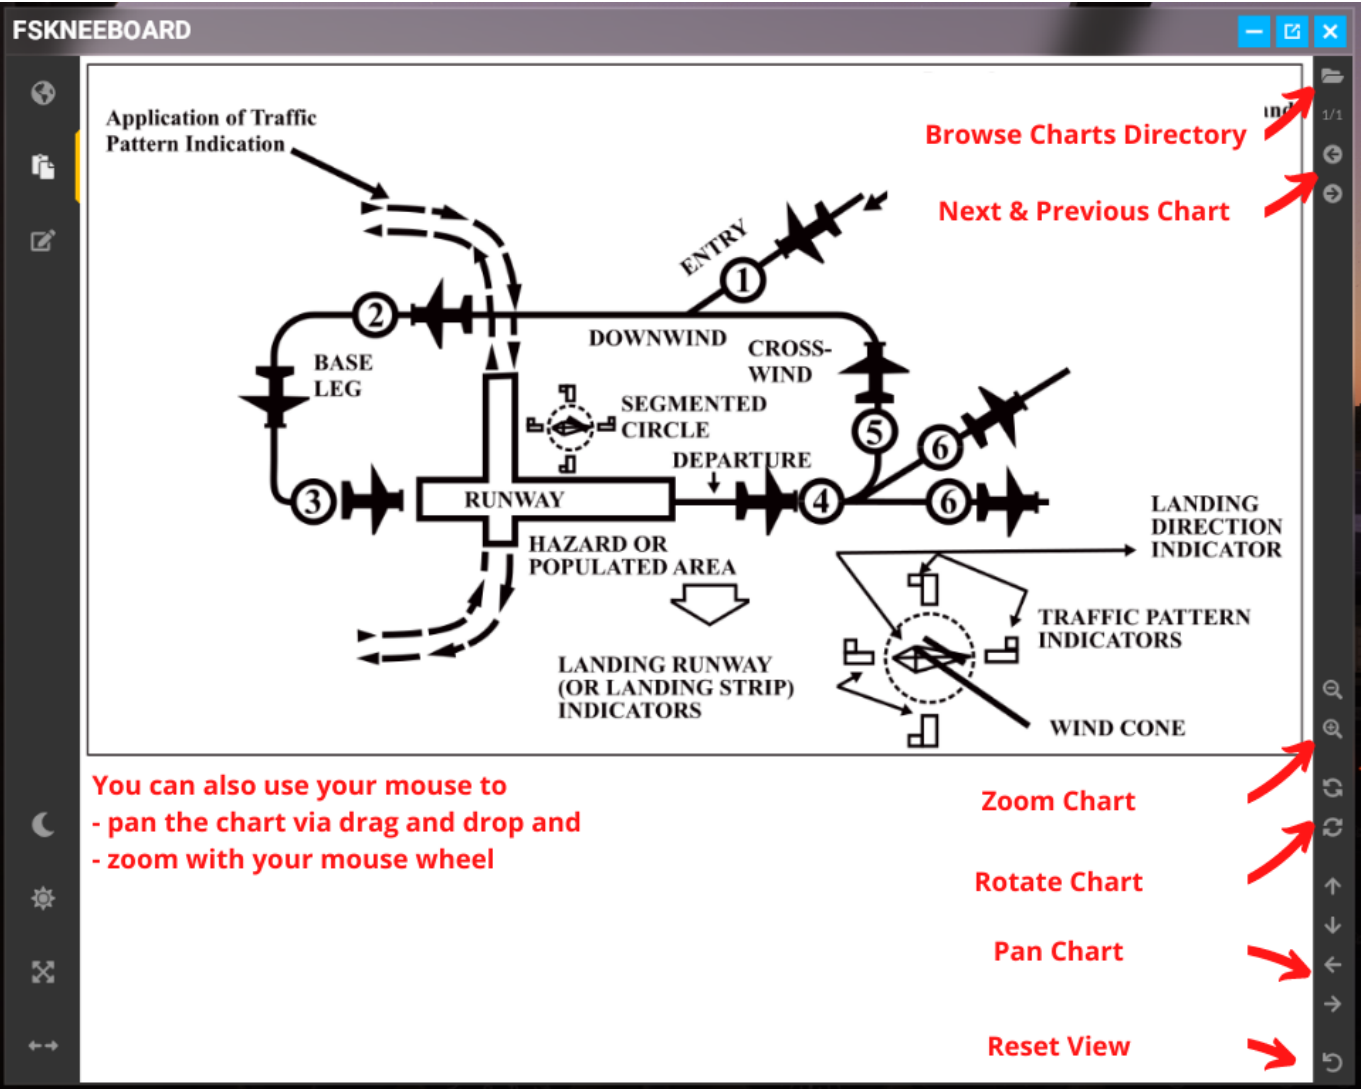 FSKNEEBOARD
Application of Traffic
Pattern Indication
Browse Charts Directory
1/1
Next & Previous Chart
ENTRY
1
2
DOWNWIND
CROSS-
WIND
BASE
LEG
SEGMENTED
CIRCLE
5
6
DEPARTURE
3
RUNWAY
4
6
HAZARD OR
POPULATED AREA
LANDING
DIRECTION
INDICATOR
TRAFFIC PATTERN
INDICATORS
LANDING RUNWAY
(OR LANDING STRIP)
INDICATORS
WIND CONE
You can also use your mouse to
- pan the chart via drag and drop and
- zoom with your mouse wheel
Zoom Chart
Rotate Chart
Pan Chart
Reset View